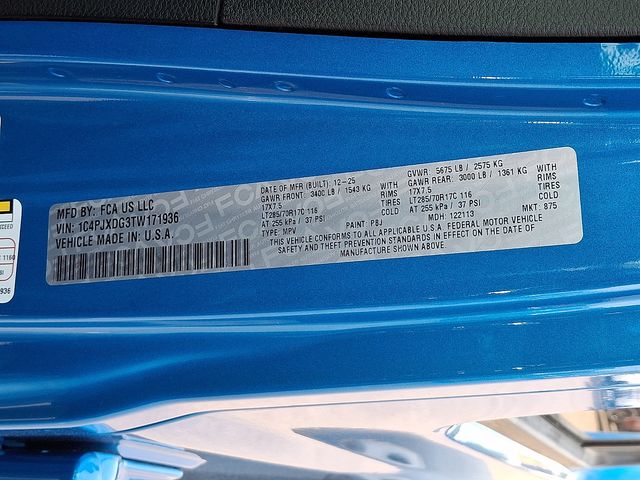 MFD BY: FCA US LLC
VIN: 1C4PJXDG3TW171936
VEHICLE MADE IN: U.S.A.
DATE OF MFR (BUILT): 12-25
GAWR FRONT: 3400 LB / 1543 KG WITH
17X7.5 RIMS
LT285/70R17C 116 TIRES
AT 255 kPa / 37 PSI COLD
TYPE: MPV PAINT: PBJ
GVWR: 5675 LB / 2575 KG
GAWR REAR: 3000 LB / 1361 KG WITH
17X7.5 RIMS
LT285/70R17C 116 TIRES
AT 255 kPa / 37 PSI COLD
MDH: 122113 MKT: 875
THIS VEHICLE CONFORMS TO ALL APPLICABLE U.S.A. FEDERAL MOTOR VEHICLE
SAFETY AND THEFT PREVENTION STANDARDS IN EFFECT ON THE DATE OF
MANUFACTURE SHOWN ABOVE.
1160
936